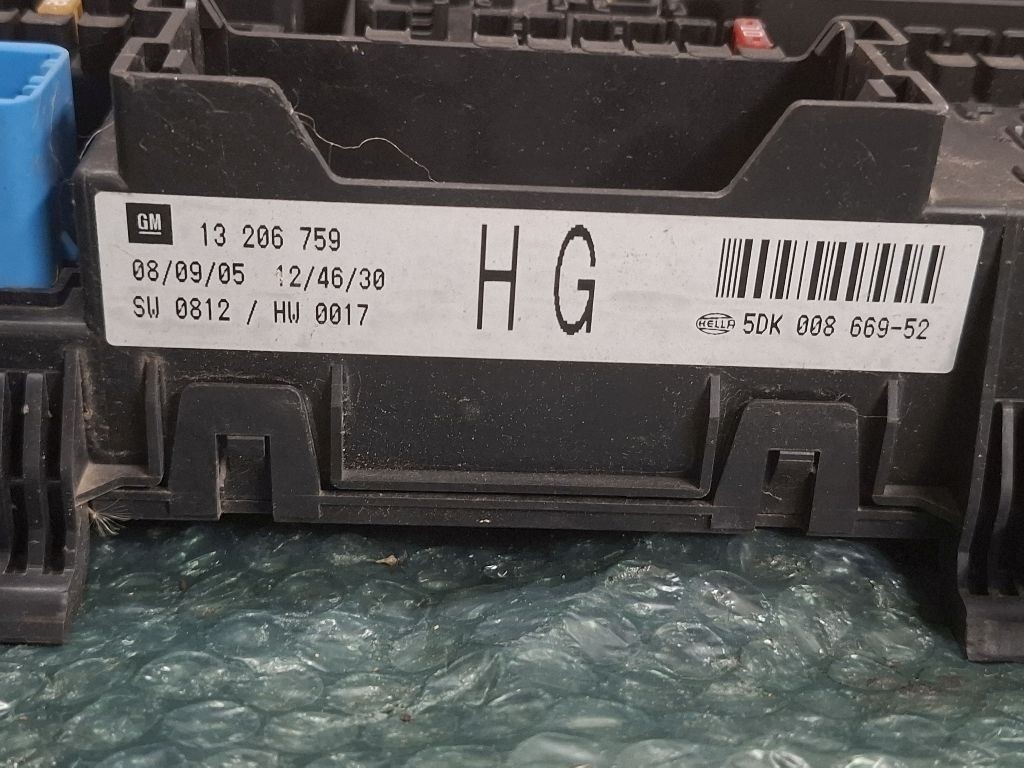 GM 13 206 759
08/09/05 12/46/30
SW 0812 / HW 0017
H G
HELLA 5DK 008 669-52